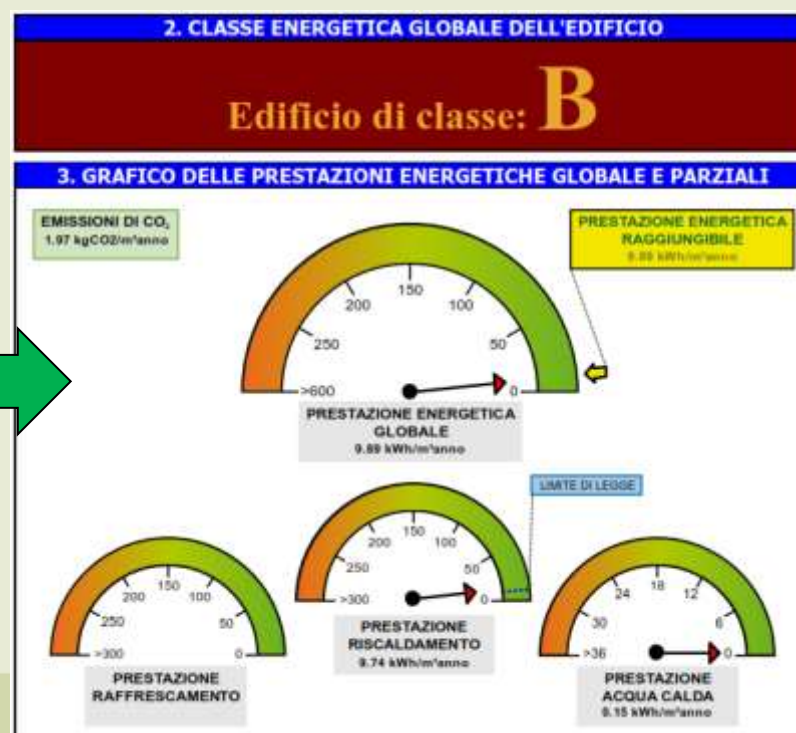 2. CLASSE ENERGETICA GLOBALE DELL'EDIFICIO
Edificio di classe: B
3. GRAFICO DELLE PRESTAZIONI ENERGETICHE GLOBALE E PARZIALI
EMISSIONI DI CO₂
1.97 kgCO2/m²anno
PRESTAZIONE ENERGETICA
RAGGIUNGIBILE
9.89 kWh/m²anno
>600
250
200
150
100
50
0
PRESTAZIONE ENERGETICA
GLOBALE
9.89 kWh/m²anno
LIMITE DI LEGGE
>300
250
200
150
100
50
0
PRESTAZIONE
RISCALDAMENTO
9.74 kWh/m²anno
>300
250
200
150
100
50
0
PRESTAZIONE
RAFFRESCAMENTO
>36
30
24
18
12
6
0
PRESTAZIONE
ACQUA CALDA
0.15 kWh/m²anno